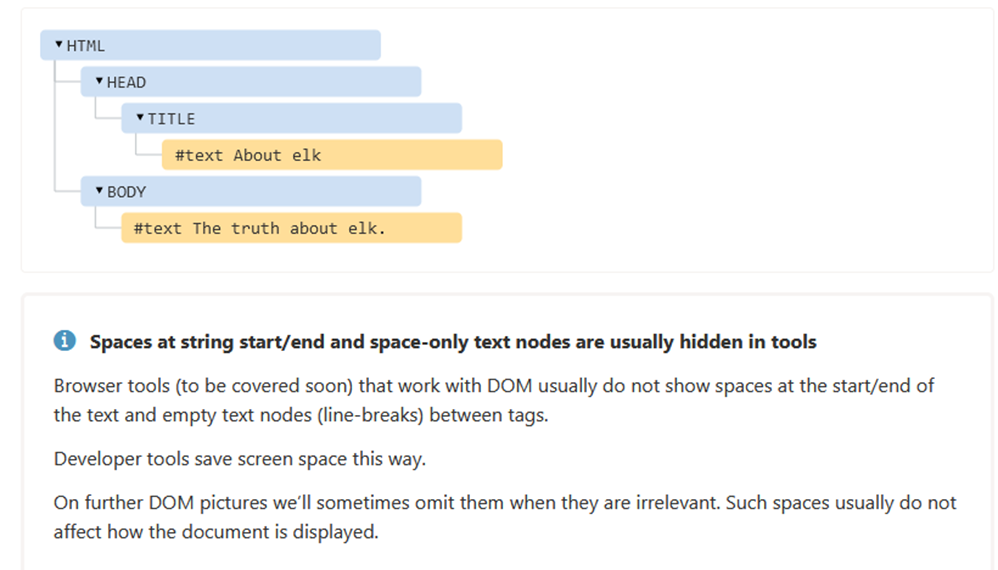 HTML
HEAD
TITLE
#text About elk
BODY
#text The truth about elk.
Spaces at string start/end and space-only text nodes are usually hidden in tools
Browser tools (to be covered soon) that work with DOM usually do not show spaces at the start/end of
the text and empty text nodes (line-breaks) between tags.
Developer tools save screen space this way.
On further DOM pictures we’ll sometimes omit them when they are irrelevant. Such spaces usually do not
affect how the document is displayed.